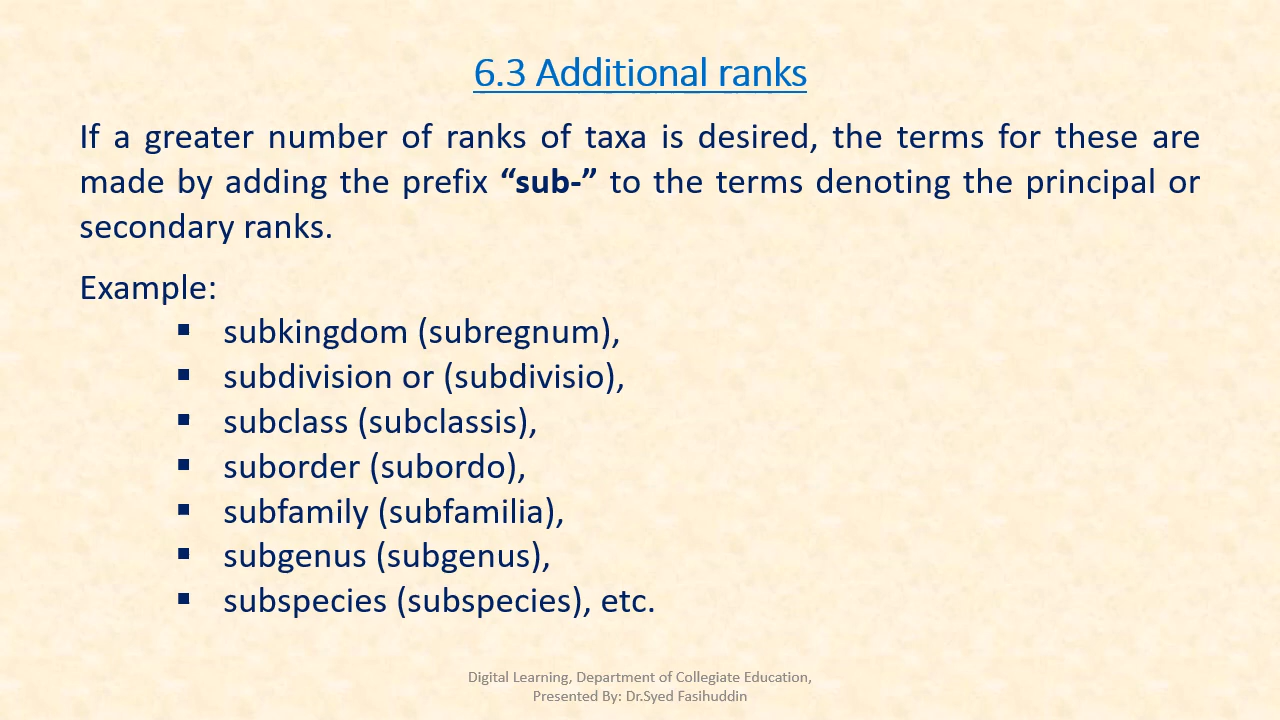 6.3 Additional ranks
If a greater number of ranks of taxa is desired, the terms for these are
made by adding the prefix “sub-” to the terms denoting the principal or
secondary ranks.
Example:
▪ subkingdom (subregnum),
▪ subdivision or (subdivisio),
▪ subclass (subclassis),
▪ suborder (subordo),
▪ subfamily (subfamilia),
▪ subgenus (subgenus),
▪ subspecies (subspecies), etc.
Digital Learning, Department of Collegiate Education,
Presented By: Dr.Syed Fasihuddin